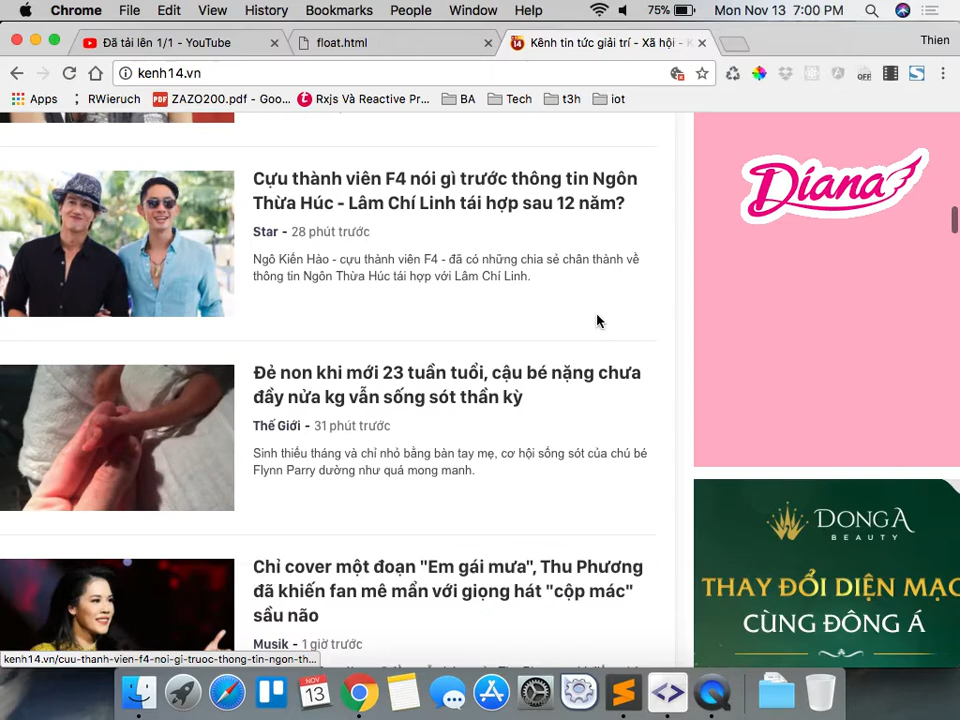 Chrome File Edit View History Bookmarks People Window Help 75% Mon Nov 13 7:00 PM
Đã tải lên 1/1 - YouTube float.html Kênh tin tức giải trí - Xã hội - Thien
kenh14.vn
Apps RWieruch ZAZO200.pdf - Goo... Rxjs Và Reactive Pr... BA Tech t3h iot
Cựu thành viên F4 nói gì trước thông tin Ngôn
Thừa Húc - Lâm Chí Linh tái hợp sau 12 năm?
Star - 28 phút trước
Ngô Kiến Hào - cựu thành viên F4 - đã có những chia sẻ chân thành về
thông tin Ngôn Thừa Húc tái hợp với Lâm Chí Linh.
Đẻ non khi mới 23 tuần tuổi, cậu bé nặng chưa
đầy nửa kg vẫn sống sót thần kỳ
Thế Giới - 31 phút trước
Sinh thiếu tháng và chỉ nhỏ bằng bàn tay mẹ, cơ hội sống sót của chú bé
Flynn Parry dường như quá mong manh.
Chỉ cover một đoạn "Em gái mưa", Thu Phương
đã khiến fan mê mẩn với giọng hát "cộp mác"
sầu não
Musik - 1 giờ trước
kenh14.vn/cuu-thanh-vien-f4-noi-gi-truoc-thong-tin-ngon-th...
Diana
DONG A
BEAUTY
THAY ĐỔI DIỆN MẠ
CÙNG ĐÔNG Á
NOV
13